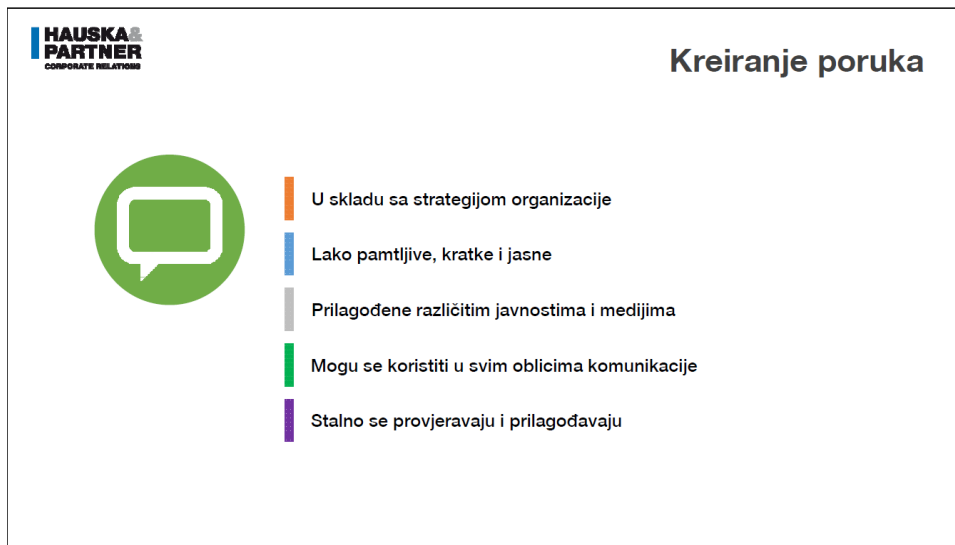 HAUSKA&
PARTNER
CORPORATE RELATIONS
Kreiranje poruka
U skladu sa strategijom organizacije
Lako pamtljive, kratke i jasne
Prilagođene različitim javnostima i medijima
Mogu se koristiti u svim oblicima komunikacije
Stalno se provjeravaju i prilagođavaju